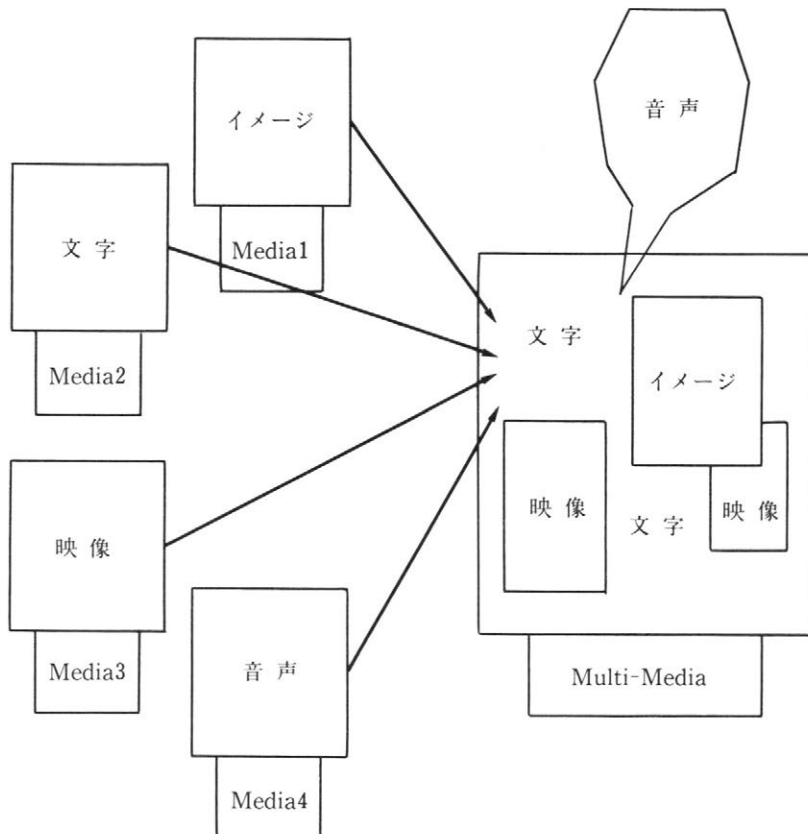 イメージ
Media1
文字
Media2
映像
Media3
音声
Media4
音声
文字
イメージ
映像
文字
映像
Multi-Media